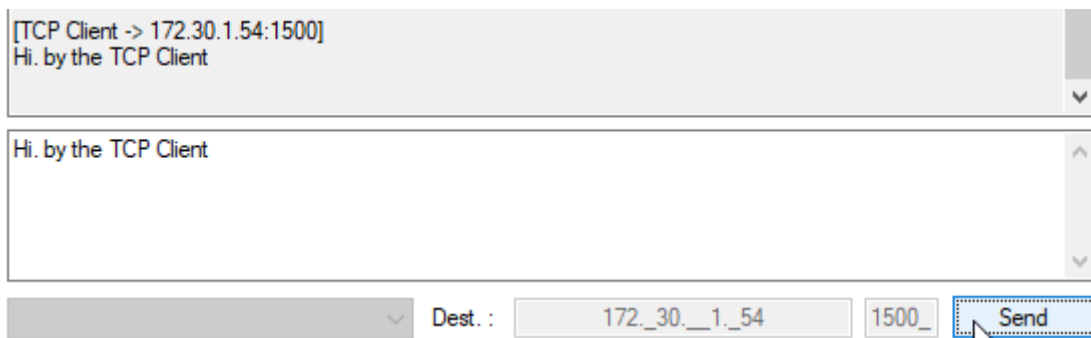 [TCP Client -> 172.30.1.54:1500]
Hi. by the TCP Client
Hi. by the TCP Client
Dest. : 172._30.__1._54 1500_ Send